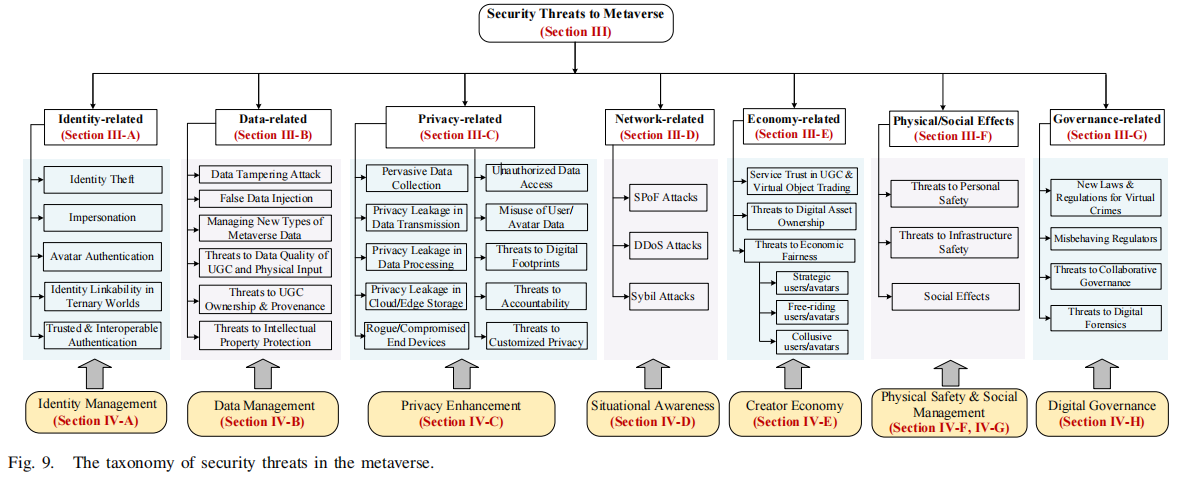 Security Threats to Metaverse
(Section III)
Identity-related
(Section III-A)
Identity Theft
Impersonation
Avatar Authentication
Identity Linkability in
Ternary Worlds
Trusted & Interoperable
Authentication
Identity Management
(Section IV-A)
Data-related
(Section III-B)
Data Tampering Attack
False Data Injection
Managing New Types of
Metaverse Data
Threats to Data Quality of
UGC and Physical Input
Threats to UGC
Ownership & Provenance
Threats to Intellectual
Property Protection
Data Management
(Section IV-B)
Privacy-related
(Section III-C)
Pervasive Data
Collection
Privacy Leakage in
Data Transmission
Privacy Leakage in
Data Processing
Privacy Leakage in
Cloud/Edge Storage
Rogue/Compromised
End Devices
Unauthorized Data
Access
Misuse of User/
Avatar Data
Threats to Digital
Footprints
Threats to
Accountability
Threats to
Customized Privacy
Privacy Enhancement
(Section IV-C)
Network-related
(Section III-D)
SPoF Attacks
DDoS Attacks
Sybil Attacks
Situational Awareness
(Section IV-D)
Economy-related
(Section III-E)
Service Trust in UGC &
Virtual Object Trading
Threats to Digital Asset
Ownership
Threats to Economic
Fairness
Strategic
users/avatars
Free-riding
users/avatars
Collusive
users/avatars
Creator Economy
(Section IV-E)
Physical/Social Effects
(Section III-F)
Threats to Personal
Safety
Threats to Infrastructure
Safety
Social Effects
Physical Safety & Social
Management
(Section IV-F, IV-G)
Governance-related
(Section III-G)
New Laws &
Regulations for Virtual
Crimes
Misbehaving Regulators
Threats to Collaborative
Governance
Threats to Digital
Forensics
Digital Governance
(Section IV-H)
Fig. 9. The taxonomy of security threats in the metaverse.